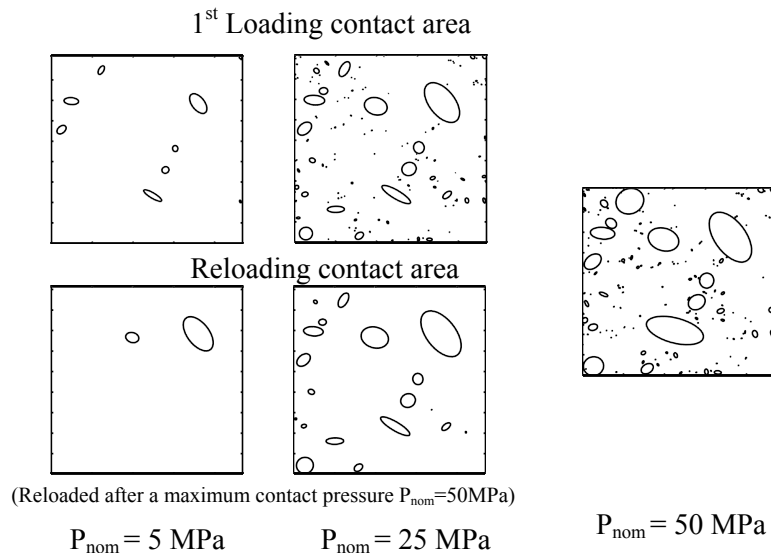 1st Loading contact area
Reloading contact area
(Reloaded after a maximum contact pressure Pnom=50MPa)
Pnom = 5 MPa
Pnom = 25 MPa
Pnom = 50 MPa